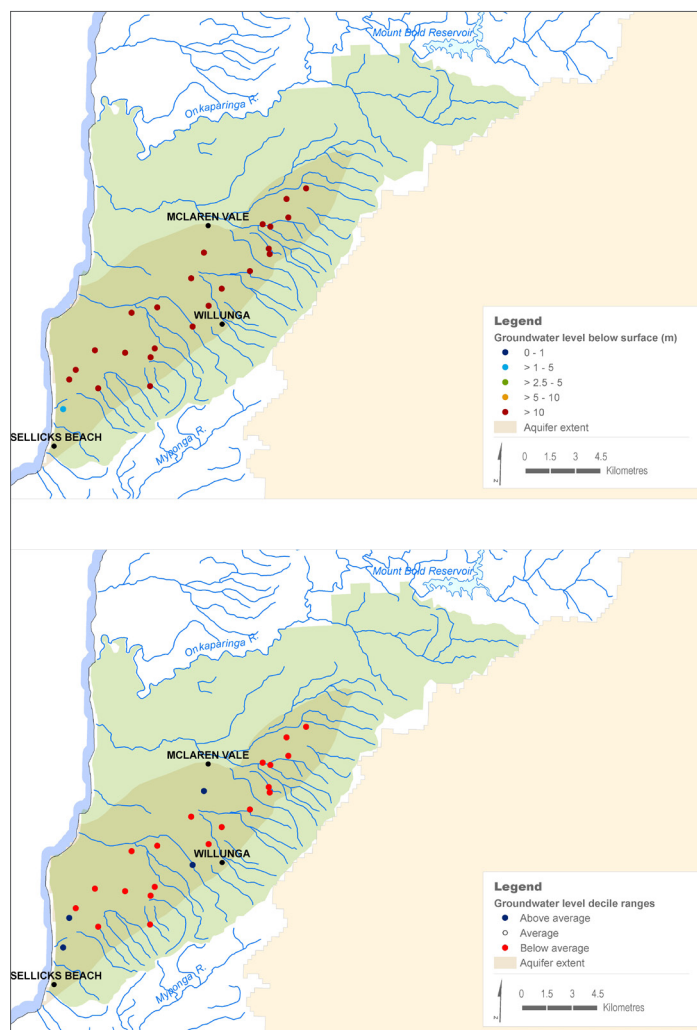 Mount Bold Reservoir
Onkaparinga R.
MCLAREN VALE
WILLUNGA
SELLICKS BEACH
Myponga R.
Legend
Groundwater level below surface (m)
0 - 1
> 1 - 5
> 2.5 - 5
> 5 - 10
> 10
Aquifer extent
0 1.5 3 4.5
Kilometres
N
Mount Bold Reservoir
Onkaparinga R.
MCLAREN VALE
WILLUNGA
SELLICKS BEACH
Myponga R.
Legend
Groundwater level decile ranges
Above average
Average
Below average
Aquifer extent
0 1.5 3 4.5
Kilometres
N